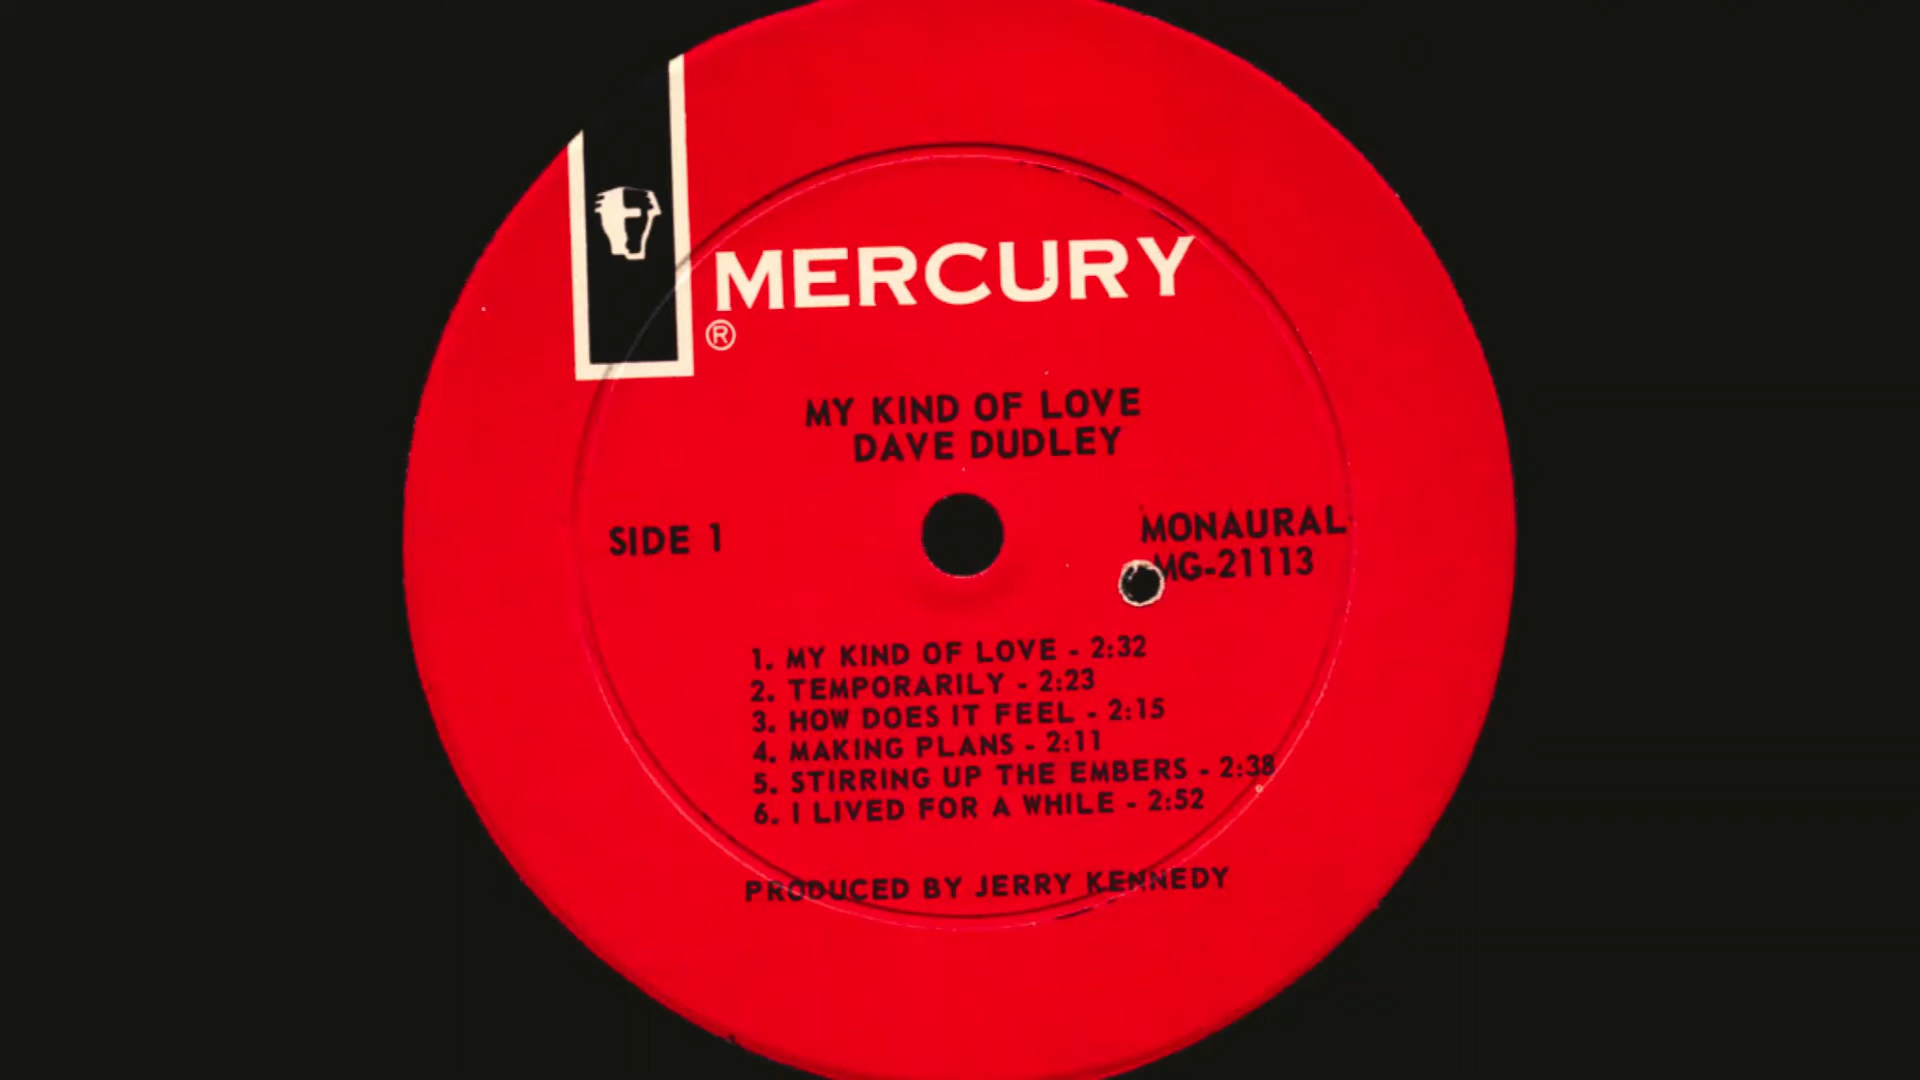 MERCURY
®
MY KIND OF LOVE
DAVE DUDLEY
SIDE 1
MONAURAL
MG-21113
1. MY KIND OF LOVE - 2:32
2. TEMPORARILY - 2:23
3. HOW DOES IT FEEL - 2:15
4. MAKING PLANS - 2:11
5. STIRRING UP THE EMBERS - 2:38
6. I LIVED FOR A WHILE - 2:52
PRODUCED BY JERRY KENNEDY